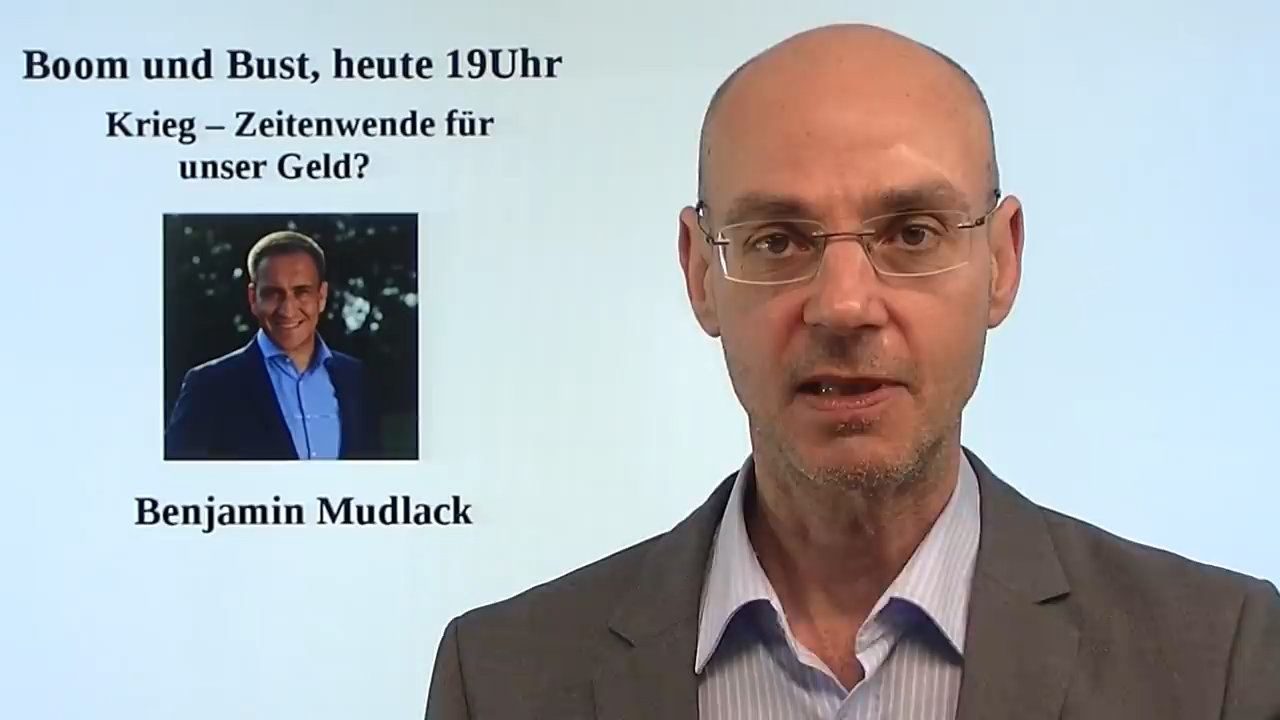 Boom und Bust, heute 19Uhr
Krieg – Zeitenwende für
unser Geld?
Benjamin Mudlack